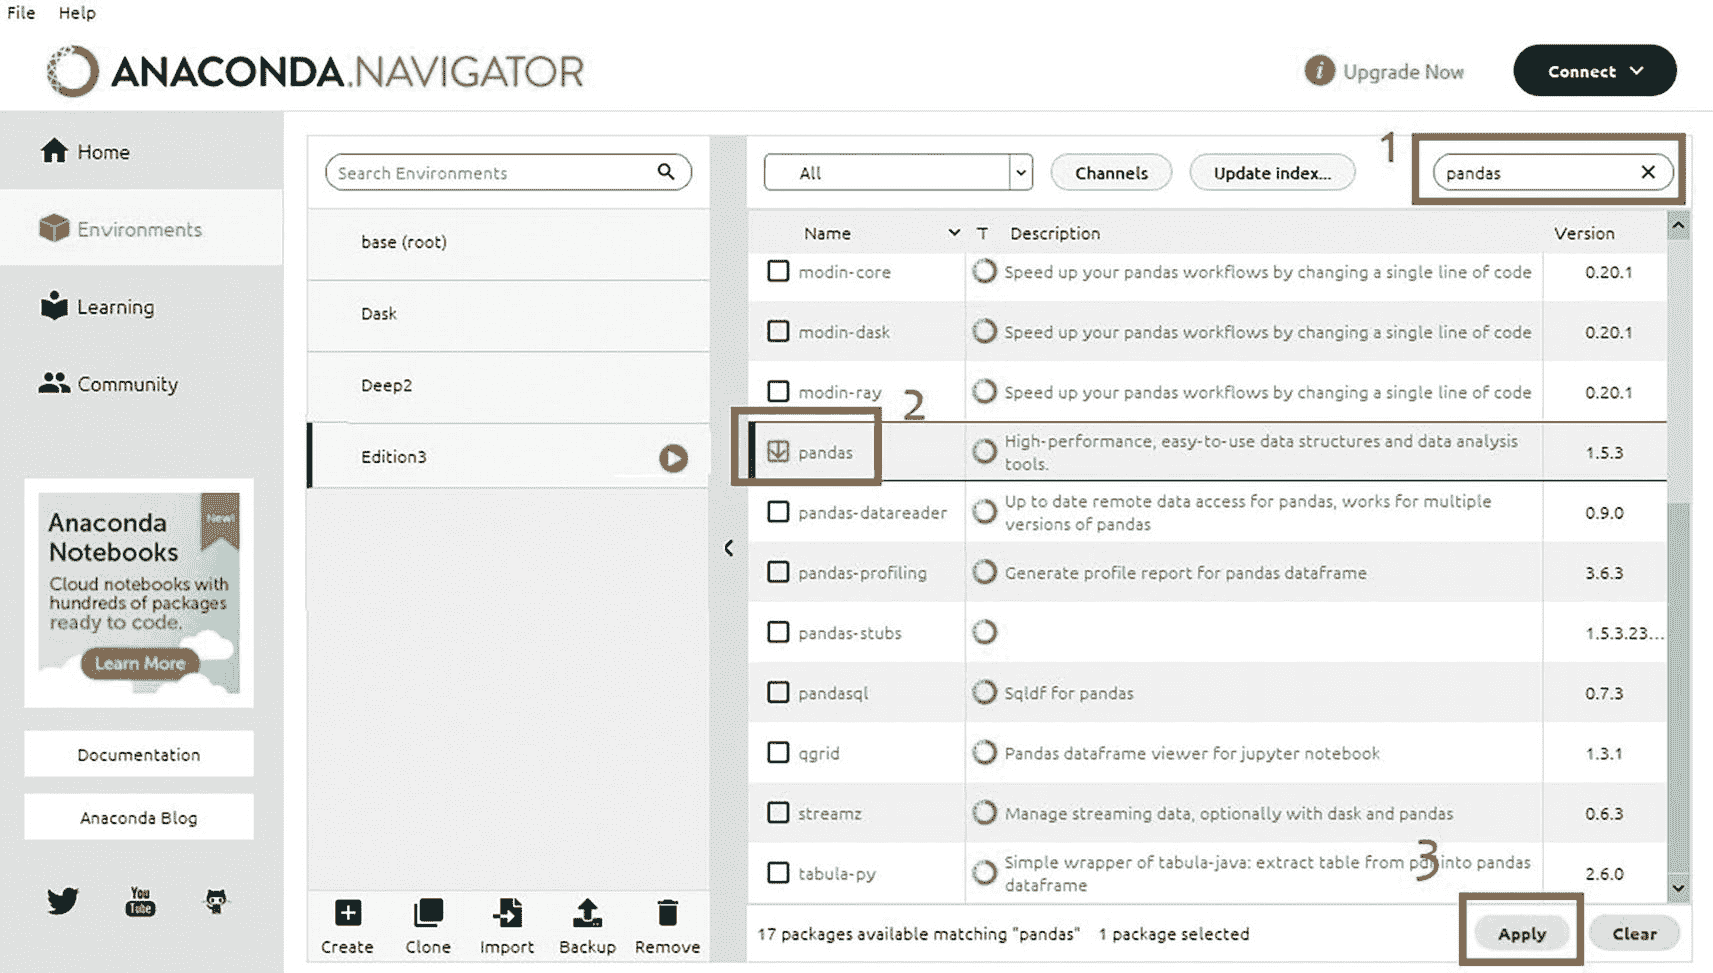 File Help
ANACONDA.NAVIGATOR
i Upgrade Now
Connect
Home
Environments
Learning
Community
Anaconda
Notebooks
New!
Cloud notebooks with
hundreds of packages
ready to code.
Learn More
Documentation
Anaconda Blog
You
Tube
Search Environments
base (root)
Dask
Deep2
Edition3
Create Clone Import Backup Remove
All
Channels
Update index...
1
pandas
Name T Description Version
modin-core Speed up your pandas workflows by changing a single line of code 0.20.1
modin-dask Speed up your pandas workflows by changing a single line of code 0.20.1
modin-ray Speed up your pandas workflows by changing a single line of code 0.20.1
2
pandas High-performance, easy-to-use data structures and data analysis
tools. 1.5.3
pandas-datareader Up to date remote data access for pandas, works for multiple
versions of pandas 0.9.0
pandas-profiling Generate profile report for pandas dataframe 3.6.3
pandas-stubs 1.5.3.23...
pandasql Sqldf for pandas 0.7.3
qgrid Pandas dataframe viewer for jupyter notebook 1.3.1
streamz Manage streaming data, optionally with dask and pandas 0.6.3
3
tabula-py Simple wrapper of tabula-java: extract table from into pandas
dataframe 2.6.0
17 packages available matching "pandas" 1 package selected
Apply
Clear